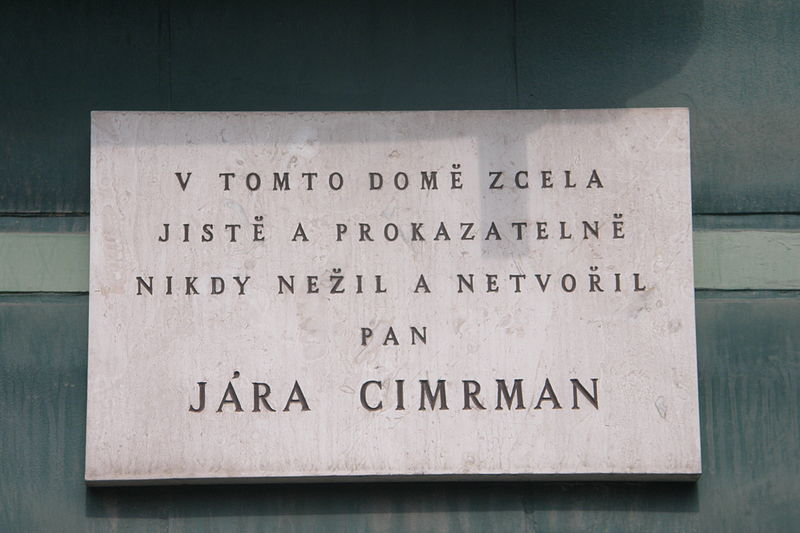 V TOMTO DOMĚ ZCELA
JISTĚ A PROKAZATELNĚ
NIKDY NEŽIL A NETVOŘIL
PAN
JÁRA CIMRMAN